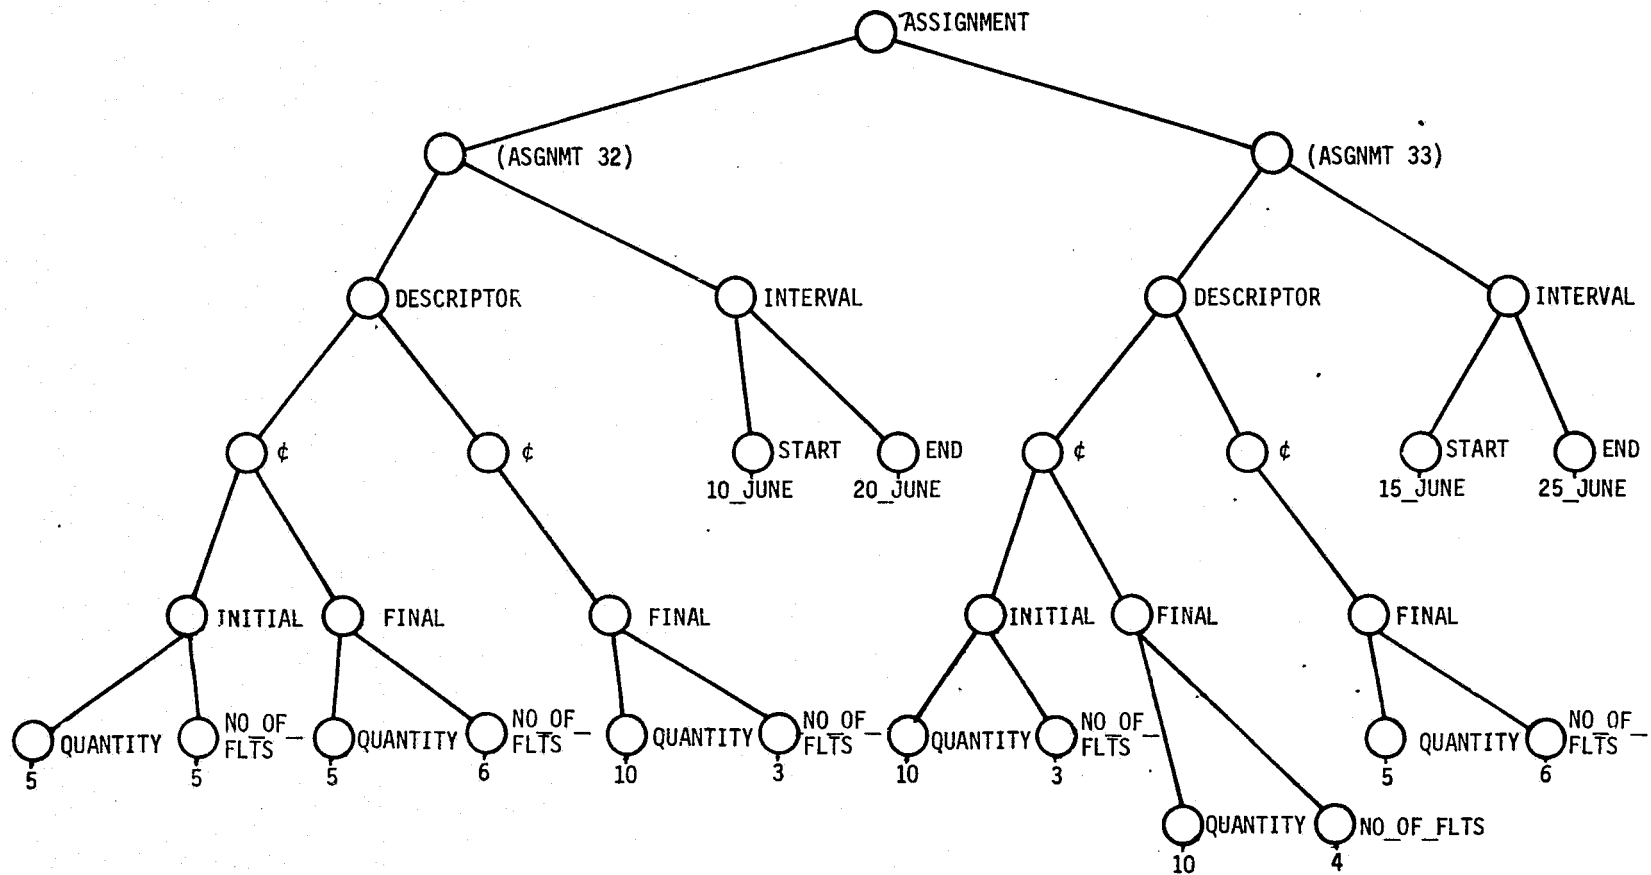 ASSIGNMENT
(ASGNMT 32)
(ASGNMT 33)
DESCRIPTOR
INTERVAL
DESCRIPTOR
INTERVAL
¢
¢
START
END
¢
¢
START
END
10_JUNE
20_JUNE
15_JUNE
25_JUNE
INITIAL
FINAL
FINAL
INITIAL
FINAL
FINAL
QUANTITY
NO_OF_
FLTS
QUANTITY
NO_OF_
FLTS
QUANTITY
NO_OF_
FLTS
QUANTITY
NO_OF_
FLTS
QUANTITY
NO_OF_
FLTS
5
5
5
6
10
3
10
3
5
6
QUANTITY
NO_OF_FLTS
10
4